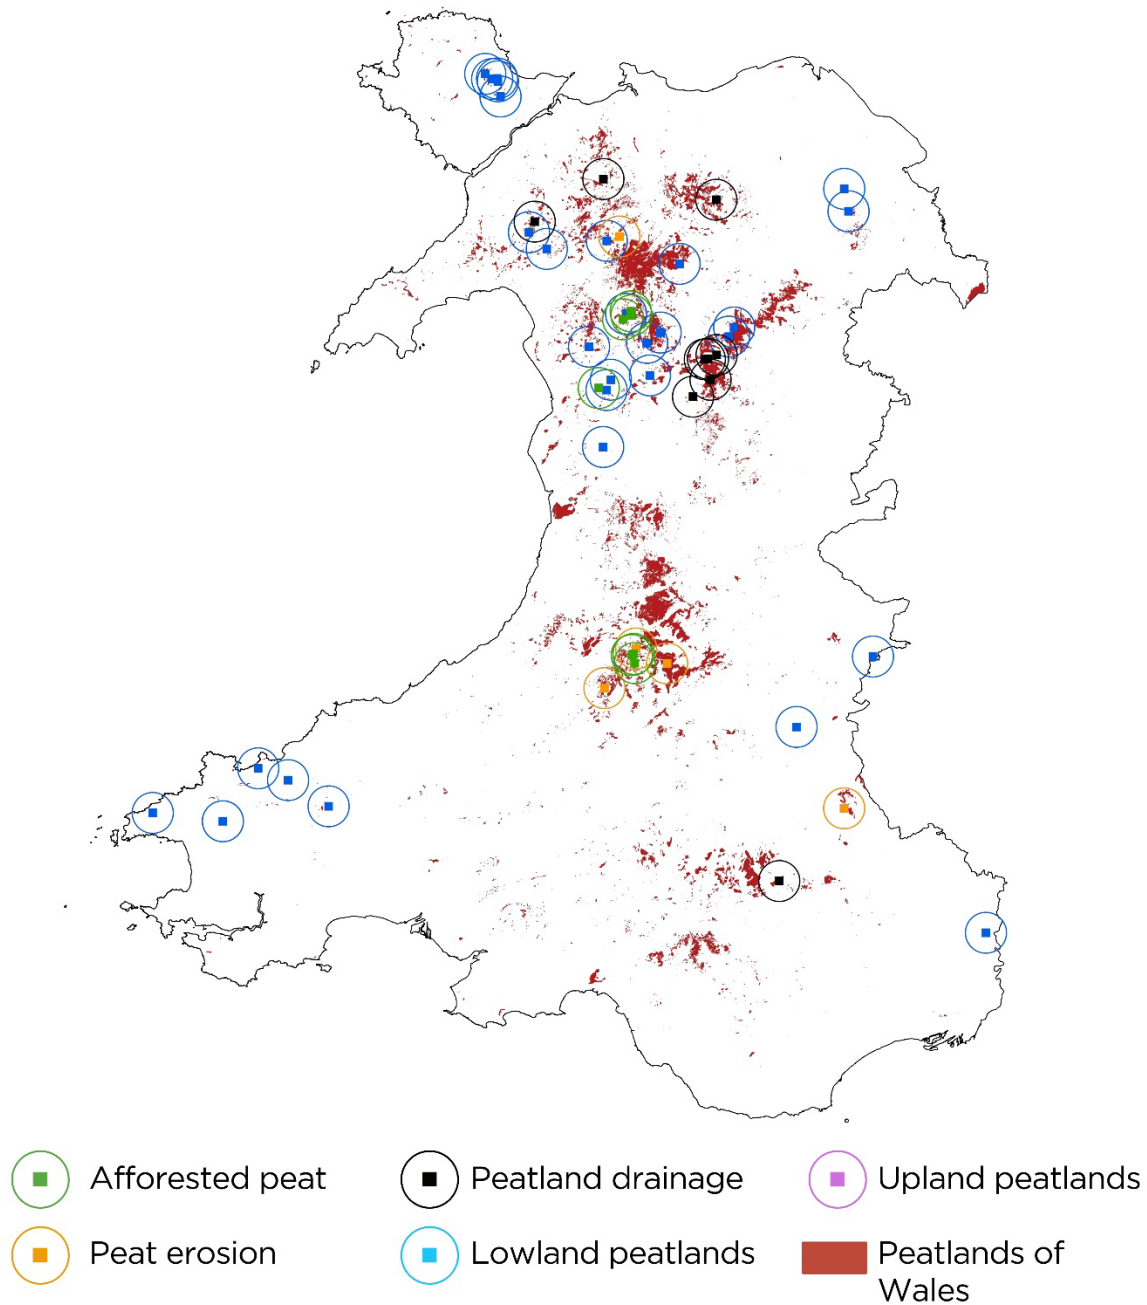 Afforested peat
Peatland drainage
Upland peatlands
Peat erosion
Lowland peatlands
Peatlands of
Wales